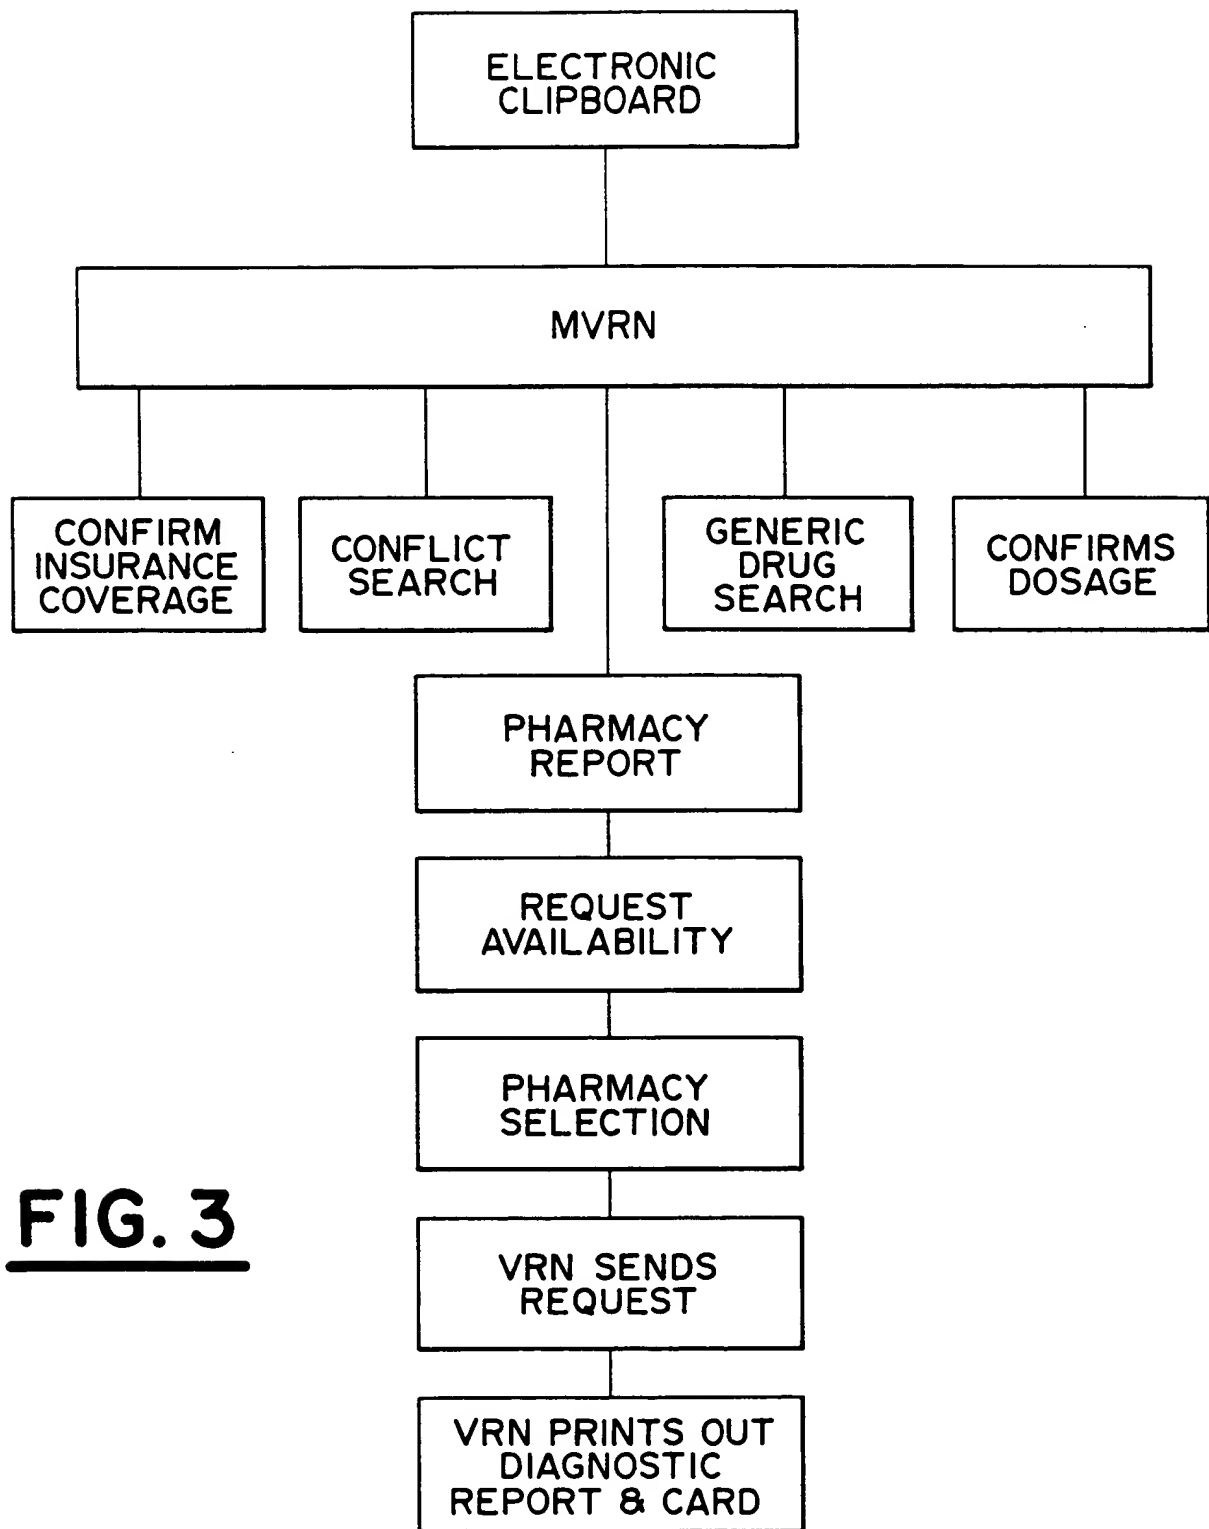 ELECTRONIC
CLIPBOARD
MVRN
CONFIRM
INSURANCE
COVERAGE
CONFLICT
SEARCH
GENERIC
DRUG
SEARCH
CONFIRMS
DOSAGE
PHARMACY
REPORT
REQUEST
AVAILABILITY
PHARMACY
SELECTION
VRN SENDS
REQUEST
VRN PRINTS OUT
DIAGNOSTIC
REPORT & CARD
FIG. 3